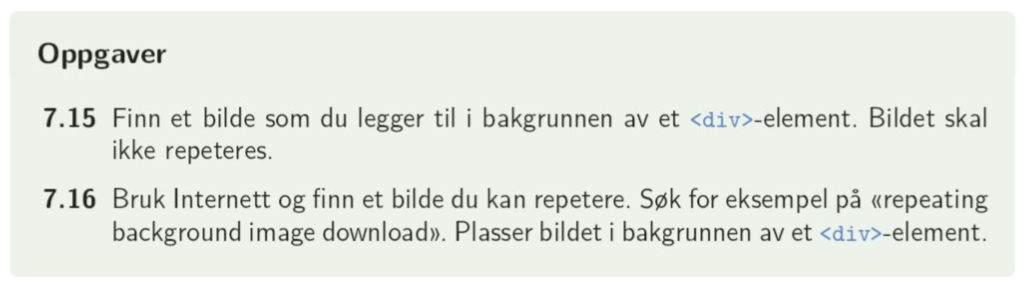 Oppgaver
7.15 Finn et bilde som du legger til i bakgrunnen av et <div>-element. Bildet skal
ikke repeteres.
7.16 Bruk Internett og finn et bilde du kan repetere. Søk for eksempel på «repeating
background image download». Plasser bildet i bakgrunnen av et <div>-element.